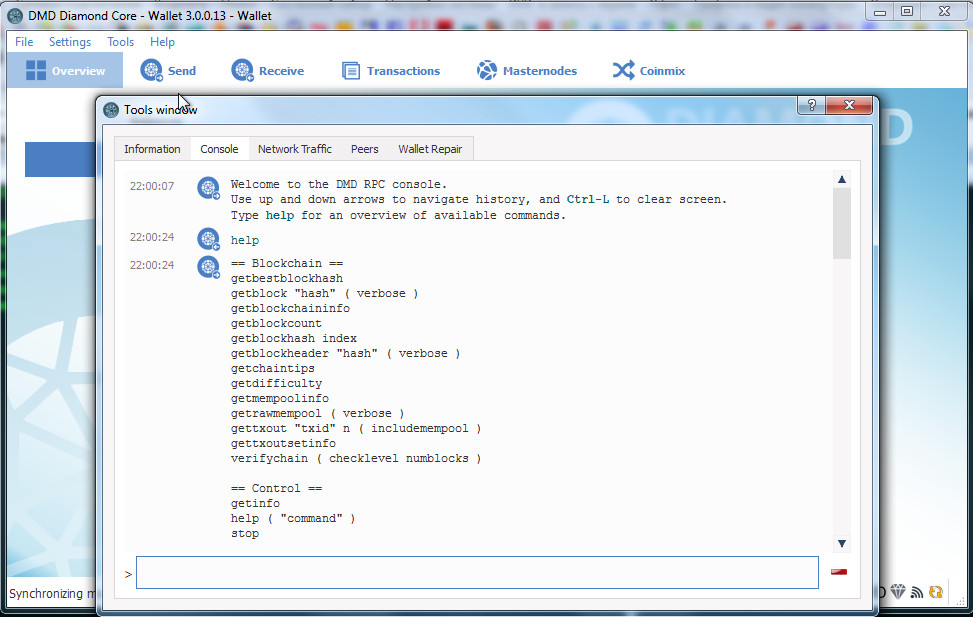 DMD Diamond Core - Wallet 3.0.0.13 - Wallet
File Settings Tools Help
Overview Send Receive Transactions Masternodes Coinmix
Tools window
Information Console Network Traffic Peers Wallet Repair
22:00:07 Welcome to the DMD RPC console.
Use up and down arrows to navigate history, and Ctrl-L to clear screen.
Type help for an overview of available commands.
22:00:24 help
22:00:24 == Blockchain ==
getbestblockhash
getblock "hash" ( verbose )
getblockchaininfo
getblockcount
getblockhash index
getblockheader "hash" ( verbose )
getchaintips
getdifficulty
getmempoolinfo
getrawmempool ( verbose )
gettxout "txid" n ( includemempool )
gettxoutsetinfo
verifychain ( checklevel numblocks )
== Control ==
getinfo
help ( "command" )
stop
>
Synchronizing m